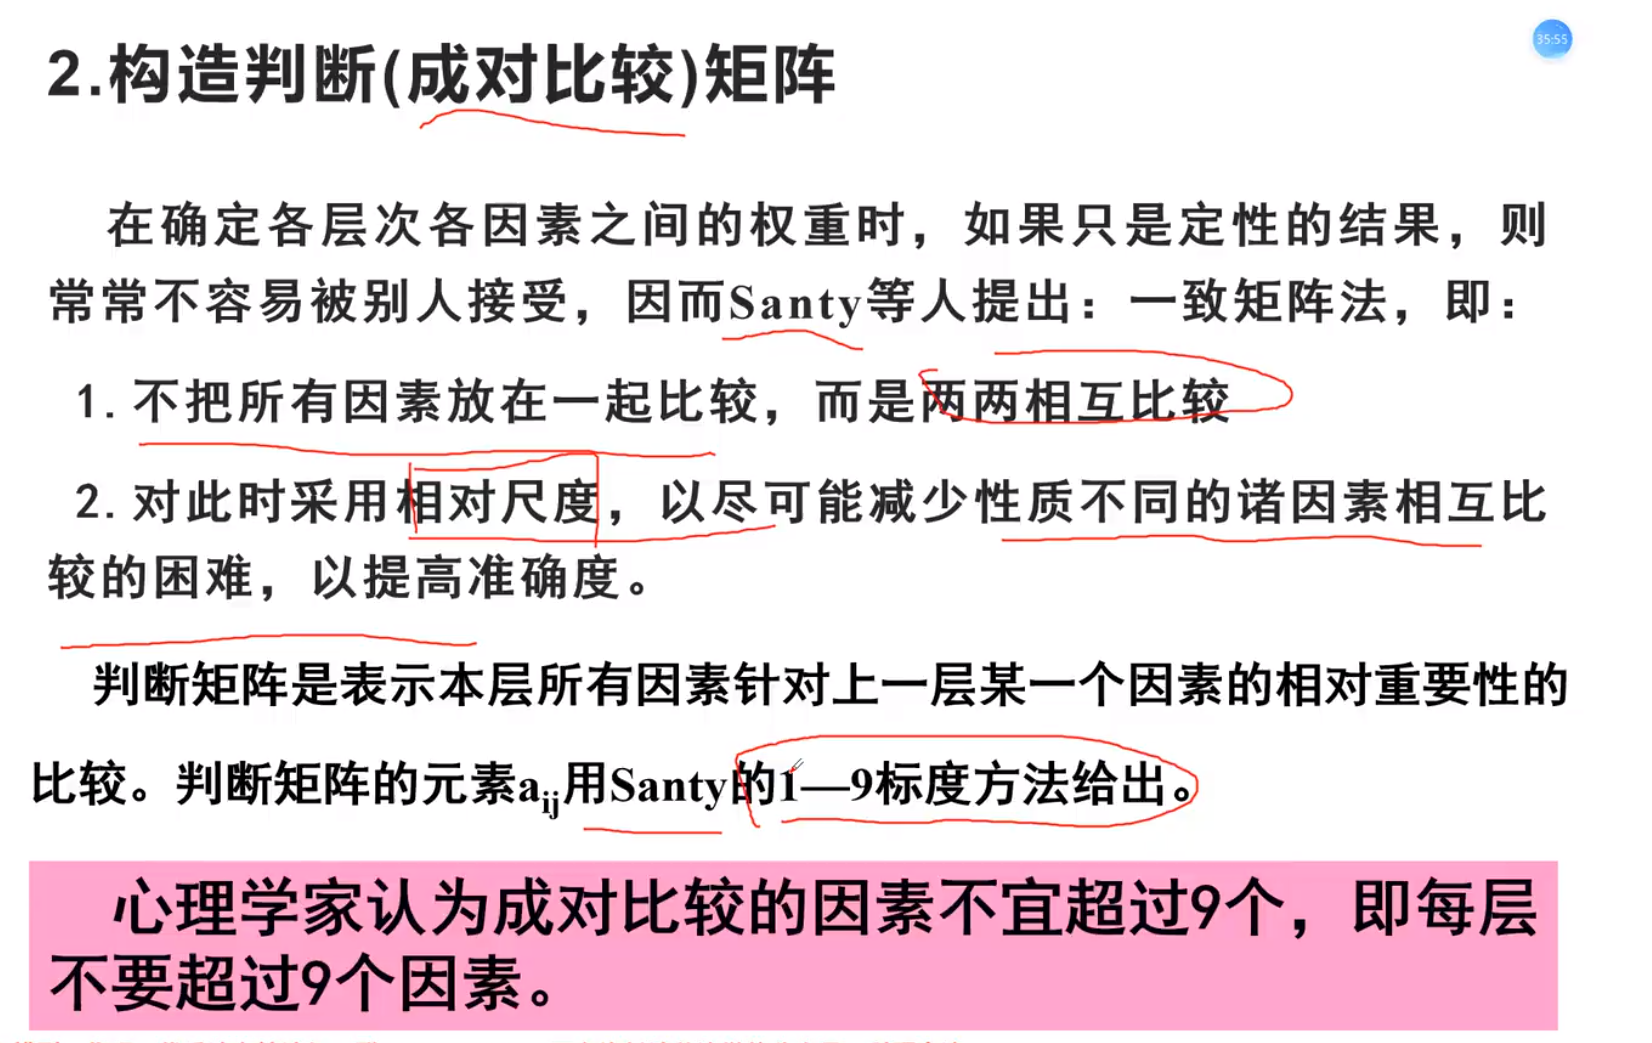 35:55
2.构造判断(成对比较)矩阵
在确定各层次各因素之间的权重时，如果只是定性的结果，则
常常不容易被别人接受，因而Santy等人提出：一致矩阵法，即：
1. 不把所有因素放在一起比较，而是两两相互比较
2. 对此时采用相对尺度，以尽可能减少性质不同的诸因素相互比
较的困难，以提高准确度。
判断矩阵是表示本层所有因素针对上一层某一个因素的相对重要性的
比较。判断矩阵的元素aij用Santy的1—9标度方法给出。
心理学家认为成对比较的因素不宜超过9个，即每层
不要超过9个因素。